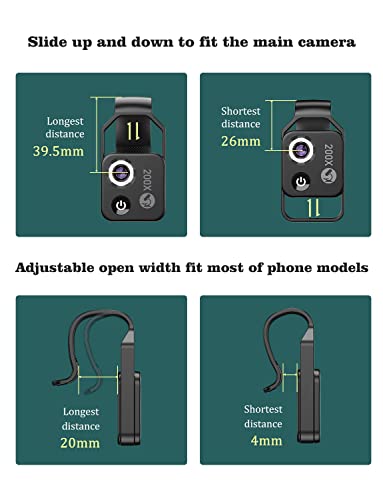 Slide up and down to fit the main camera
Longest
distance
39.5mm
200X
Shortest
distance
26mm
200X
Adjustable open width fit most of phone models
Longest
distance
20mm
Shortest
distance
4mm